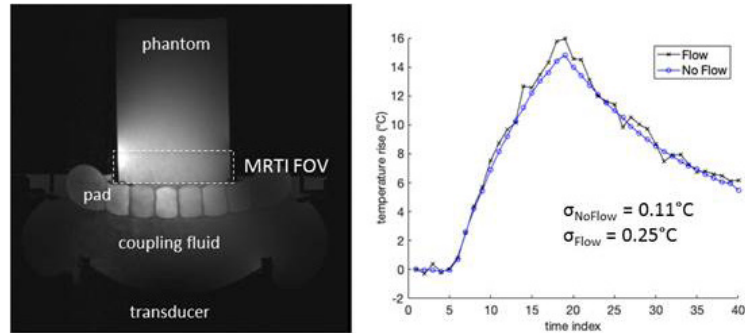 phantom
MRTI FOV
pad
coupling fluid
transducer
16
14
12
10
8
6
4
2
0
-2
temperature rise (°C)
Flow
No Flow
σNoFlow = 0.11°C
σFlow = 0.25°C
0 5 10 15 20 25 30 35 40
time index